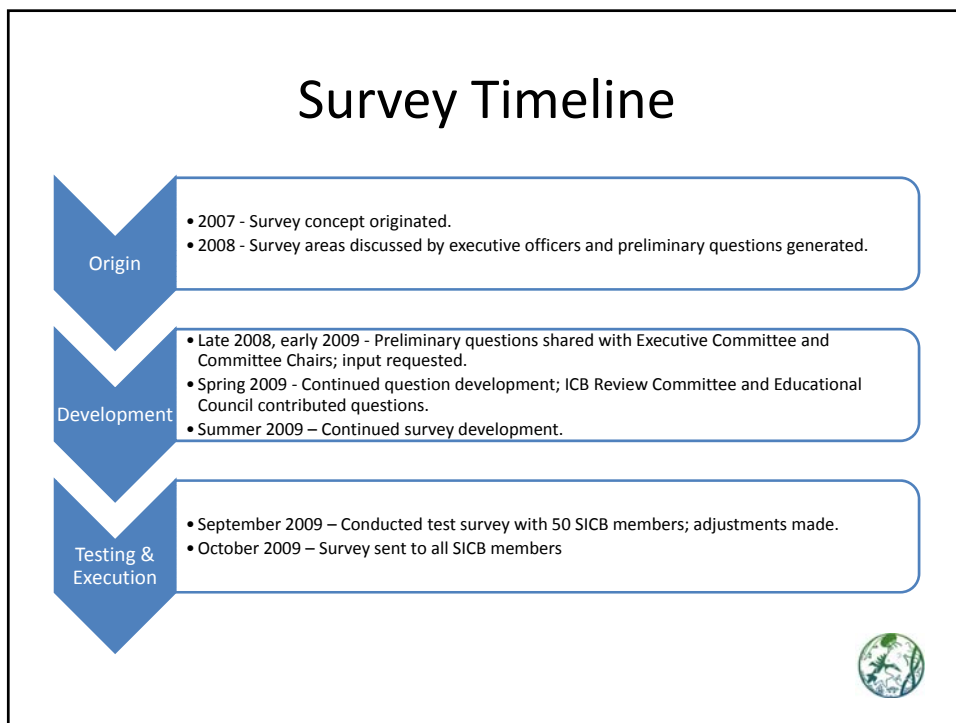 Survey Timeline
Origin
• 2007 - Survey concept originated.
• 2008 - Survey areas discussed by executive officers and preliminary questions generated.
Development
• Late 2008, early 2009 - Preliminary questions shared with Executive Committee and
Committee Chairs; input requested.
• Spring 2009 - Continued question development; ICB Review Committee and Educational
Council contributed questions.
• Summer 2009 – Continued survey development.
Testing &
Execution
• September 2009 – Conducted test survey with 50 SICB members; adjustments made.
• October 2009 – Survey sent to all SICB members